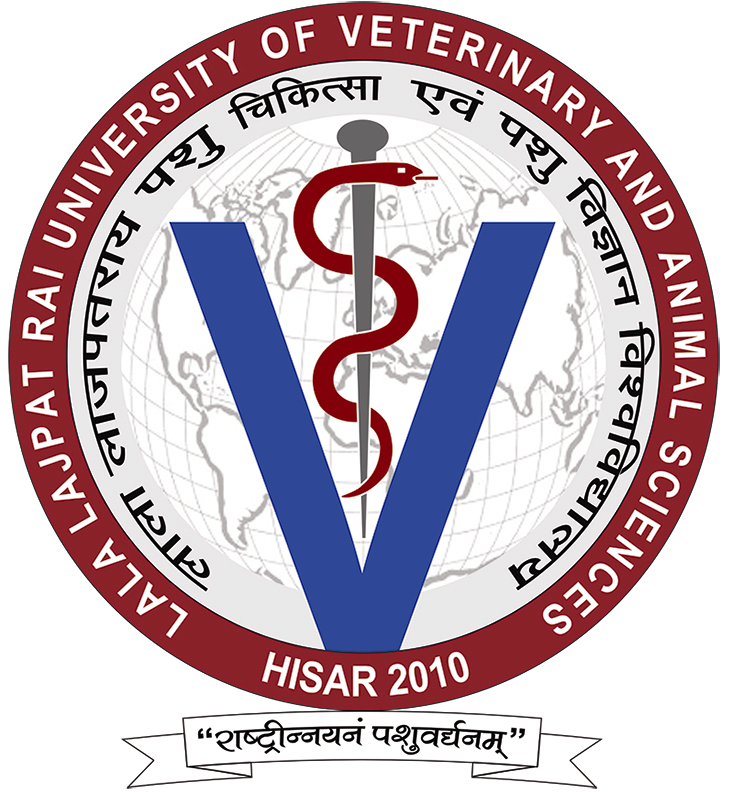 LALA LAJPAT RAI UNIVERSITY OF VETERINARY AND ANIMAL SCIENCES
लाला लाजपतराय पशु चिकित्सा एवं पशु विज्ञान विश्वविद्यालय
HISAR 2010
“राष्ट्रीन्नयनं पशुवर्द्यनम्”